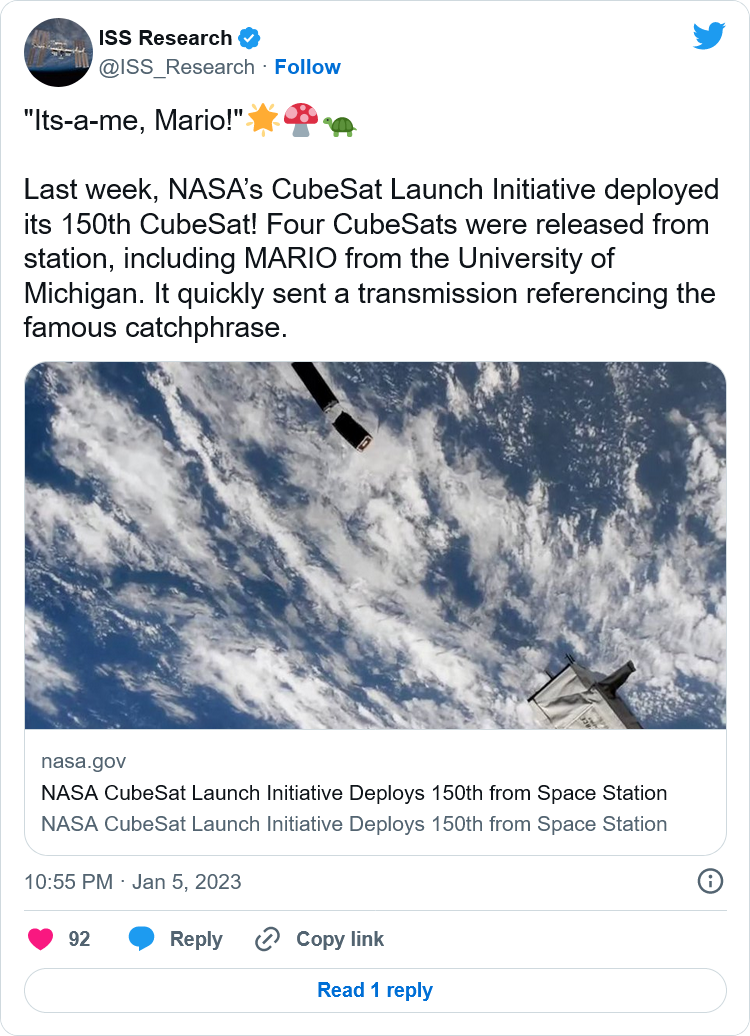 ISS Research
@ISS_Research · Follow
"Its-a-me, Mario!"🌟🍄🐢
Last week, NASA’s CubeSat Launch Initiative deployed
its 150th CubeSat! Four CubeSats were released from
station, including MARIO from the University of
Michigan. It quickly sent a transmission referencing the
famous catchphrase.
nasa.gov
NASA CubeSat Launch Initiative Deploys 150th from Space Station
NASA CubeSat Launch Initiative Deploys 150th from Space Station
10:55 PM · Jan 5, 2023
92 Reply Copy link
Read 1 reply